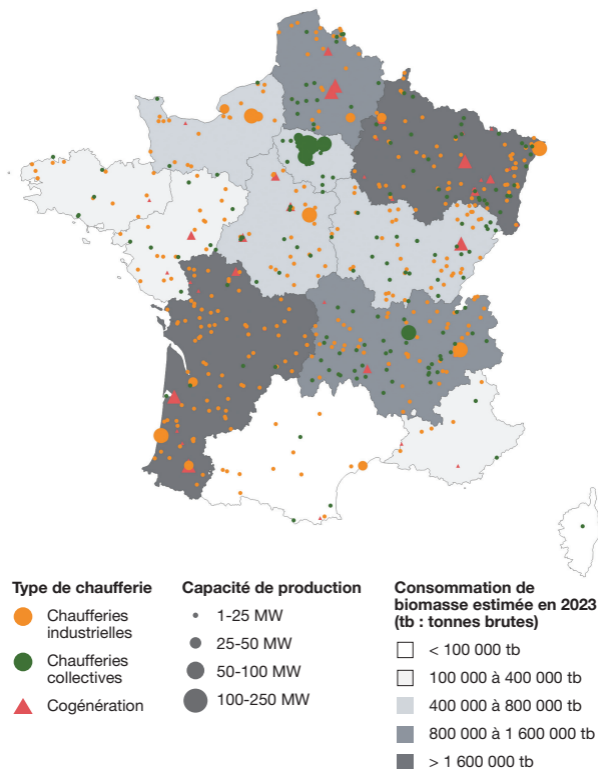 Type de chaufferie
Chaufferies
industrielles
Chaufferies
collectives
Cogénération
Capacité de production
1-25 MW
25-50 MW
50-100 MW
100-250 MW
Consommation de
biomasse estimée en 2023
(tb : tonnes brutes)
< 100 000 tb
100 000 à 400 000 tb
400 000 à 800 000 tb
800 000 à 1 600 000 tb
> 1 600 000 tb